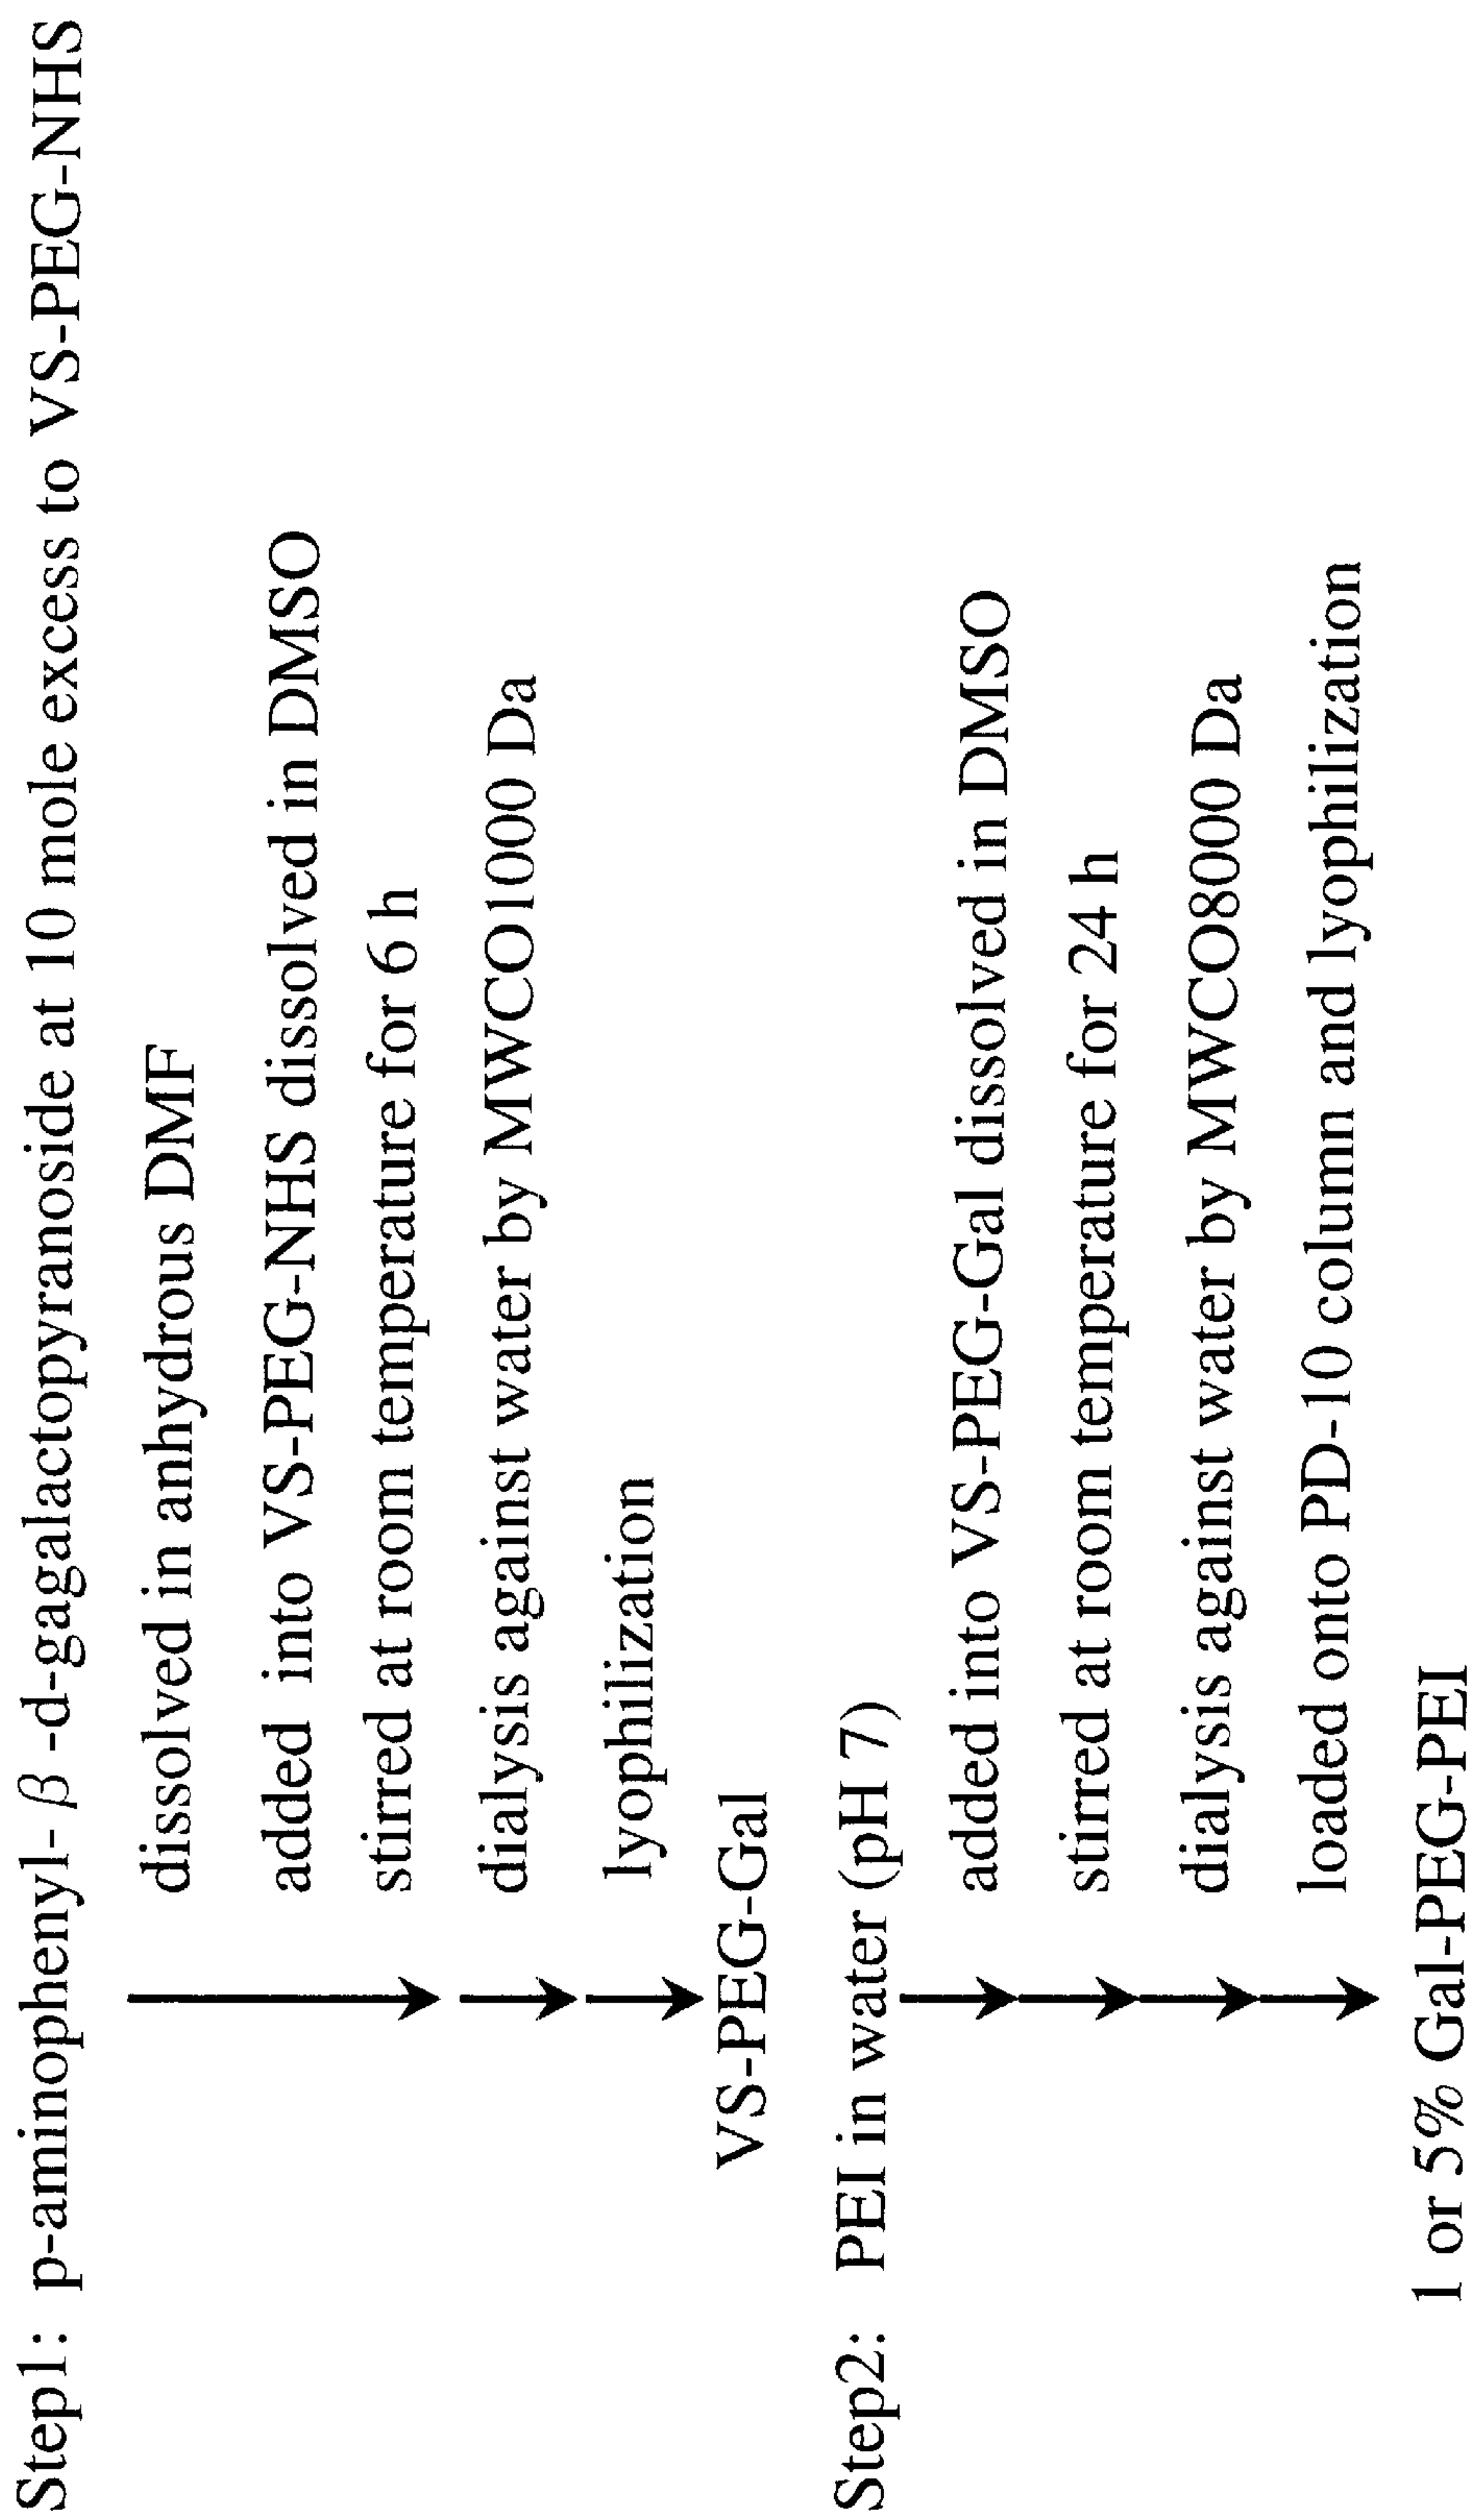 Step1: p-aminophenyl-β-d-gagalactopyranoside at 10 mole excess to VS-PEG-NHS
dissolved in anhydrous DMF
added into VS-PEG-NHS dissolved in DMSO
stirred at room temperature for 6 h
dialysis against water by MWCO1000 Da
lyophilization
VS-PEG-Gal
Step2: PEI in water (pH 7)
added into VS-PEG-Gal dissolved in DMSO
stirred at room temperature for 24 h
dialysis against water by MWCO8000 Da
loaded onto PD-10 column and lyophilization
1 or 5% Gal-PEG-PEI